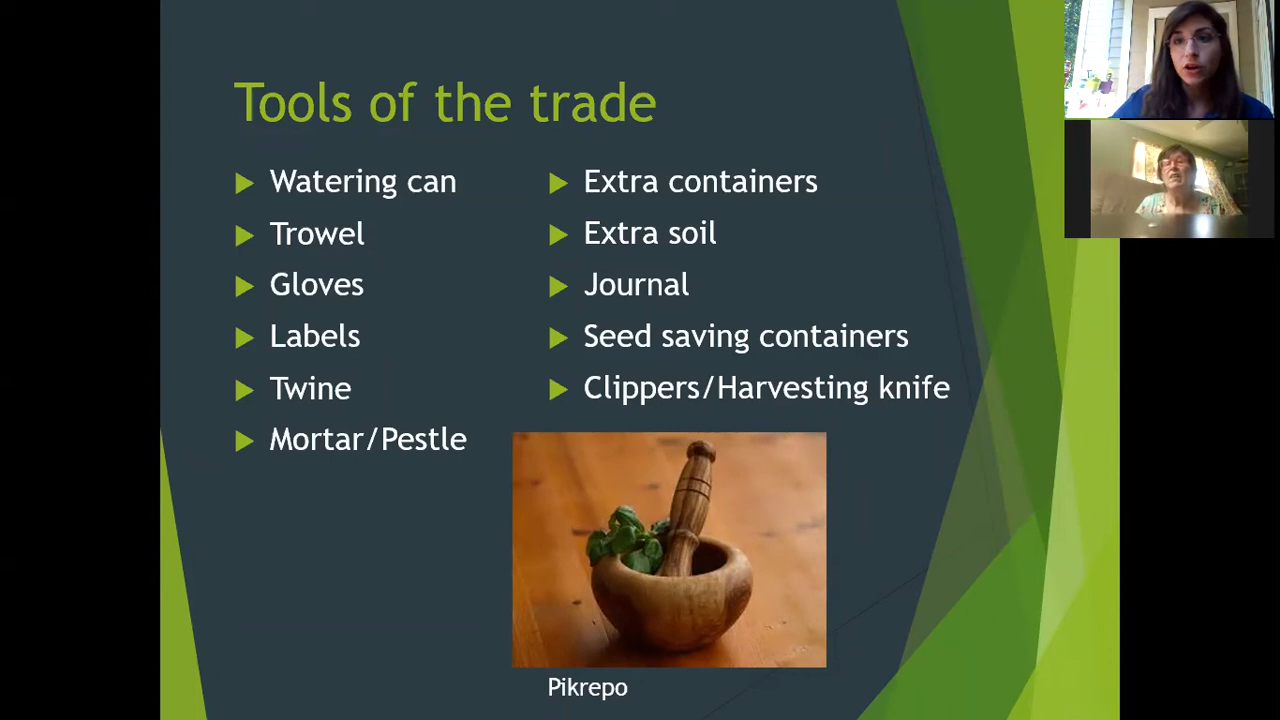 Tools of the trade
Watering can
Trowel
Gloves
Labels
Twine
Mortar/Pestle
Extra containers
Extra soil
Journal
Seed saving containers
Clippers/Harvesting knife
Pikrepo